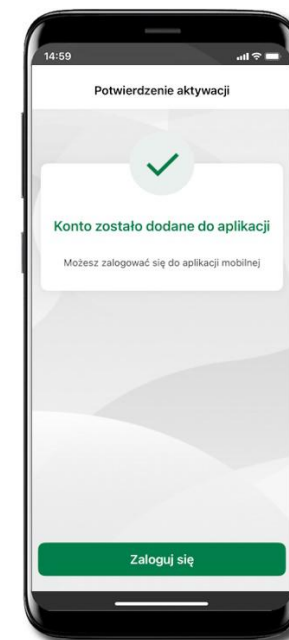 14:59
Potwierdzenie aktywacji
Konto zostało dodane do aplikacji
Możesz zalogować się do aplikacji mobilnej
Zaloguj się